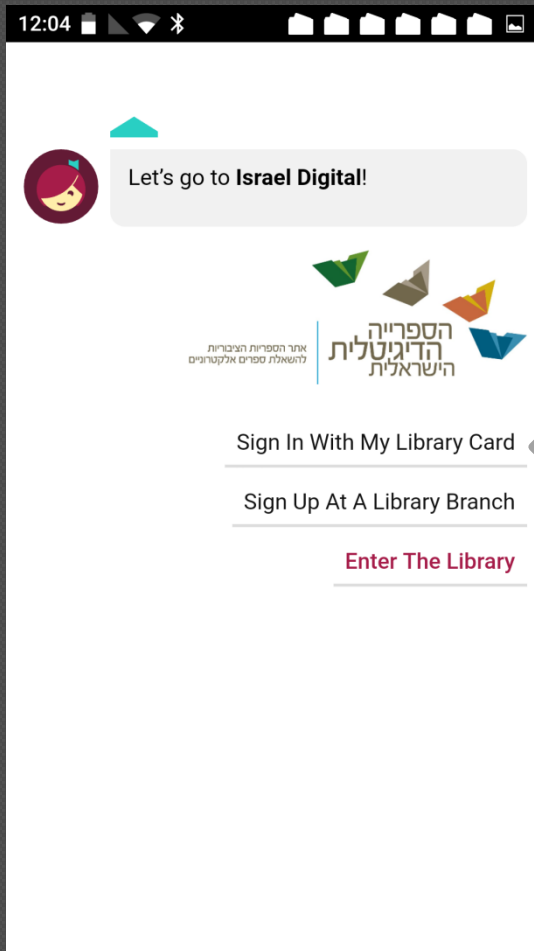 12:04
Let's go to Israel Digital!
הספרייה
הדיגיטלית
הישראלית
אתר הספריות הציבוריות
להשאלת ספרים אלקטרוניים
Sign In With My Library Card
Sign Up At A Library Branch
Enter The Library